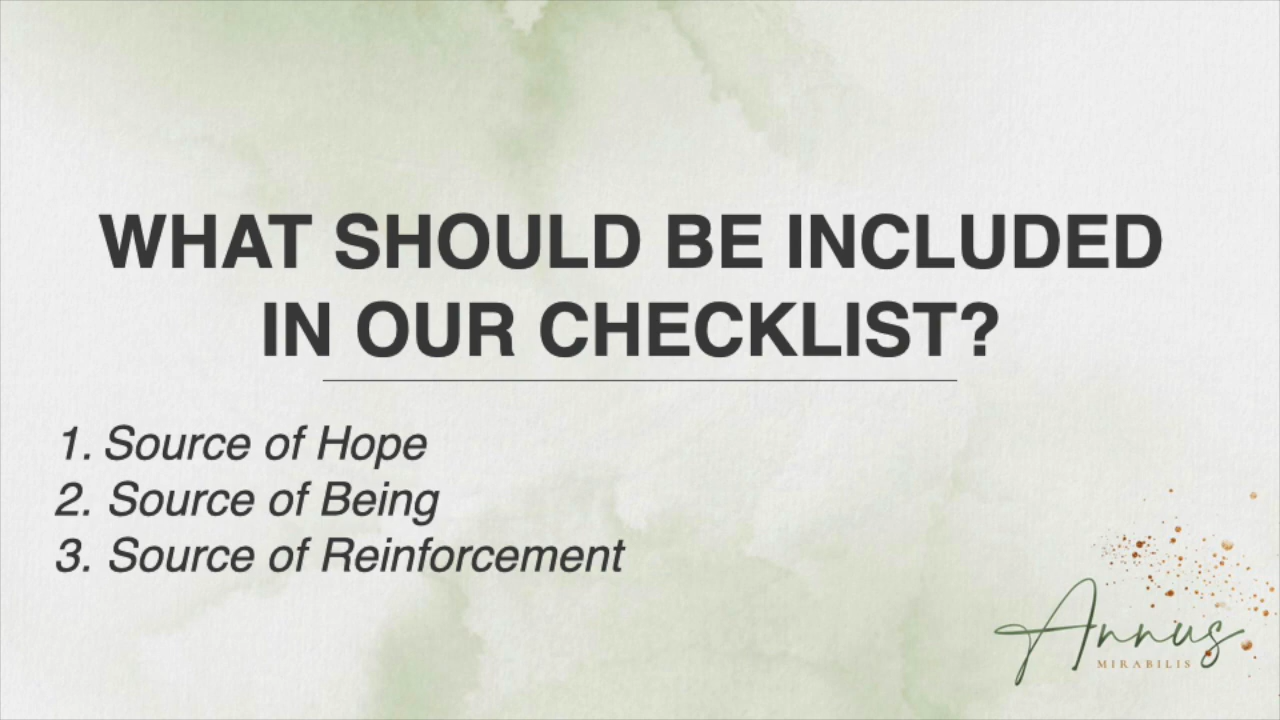 WHAT SHOULD BE INCLUDED
IN OUR CHECKLIST?
1. Source of Hope
2. Source of Being
3. Source of Reinforcement
Annus
MIRABILIS